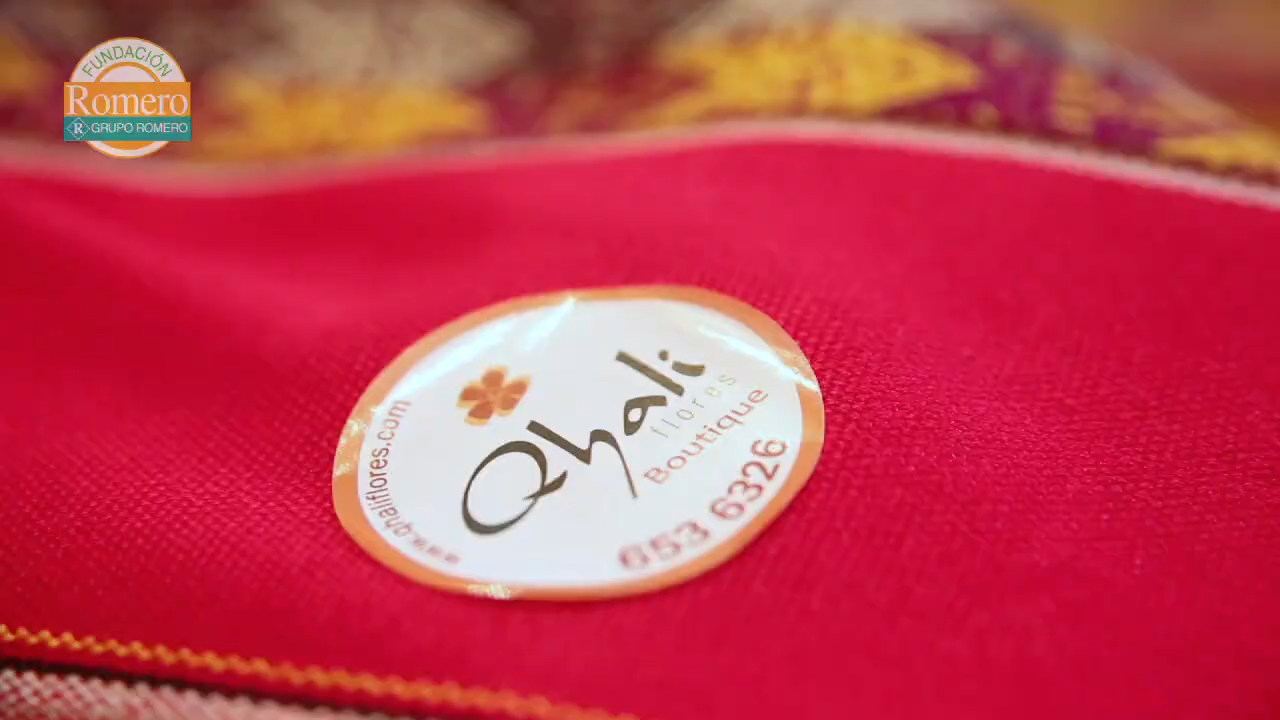 FUNDACIÓN
Romero
R GRUPO ROMERO
Qhali
flores
Boutique
653 6326
www.qhaliflores.com